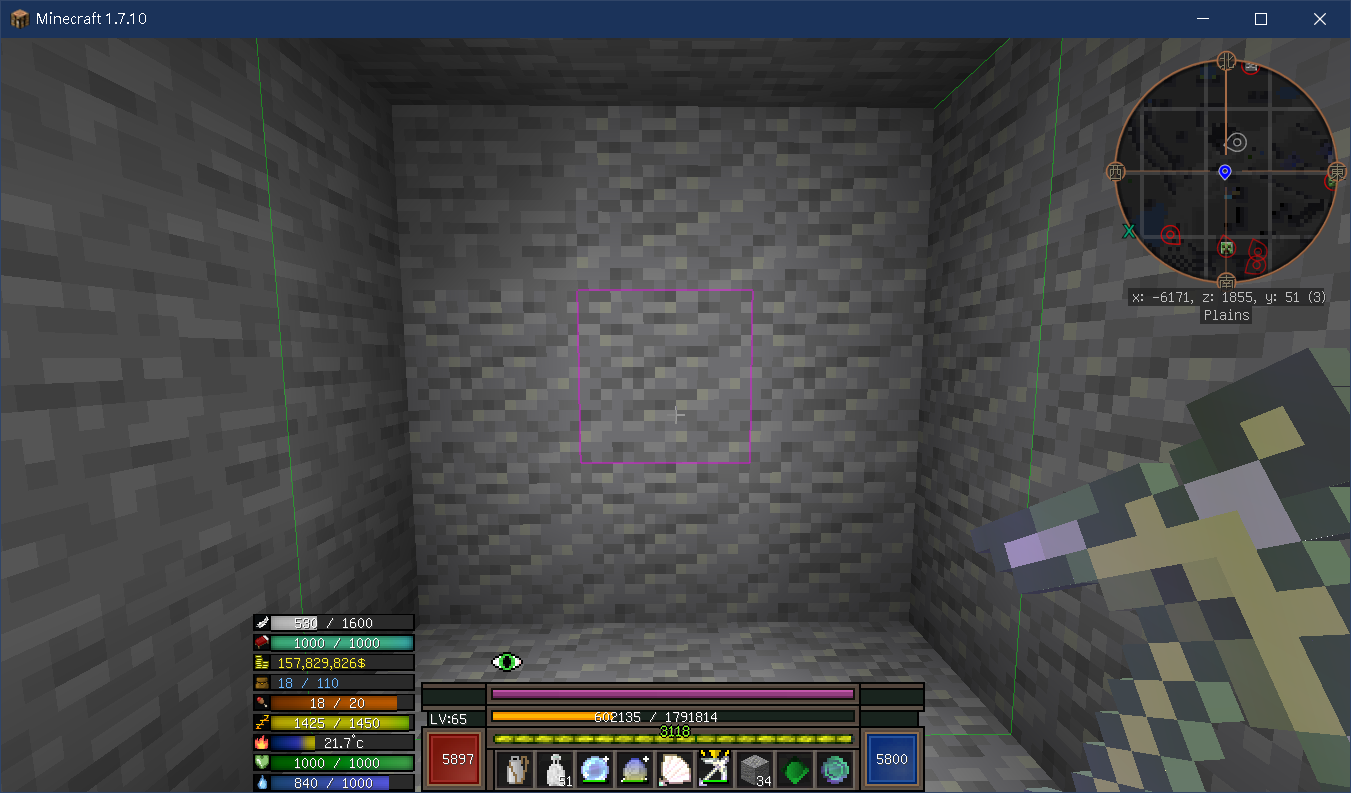 Minecraft 1.7.10
北
西
東
南
X
x: -6171, z: 1855, y: 51 (3)
Plains
580 / 1600
1000 / 1000
157,829,826$
18 / 110
18 / 20
1425 / 1450
21.7°c
1000 / 1000
840 / 1000
LV:65
602135 / 1791814
3118
5897
51
34
5800